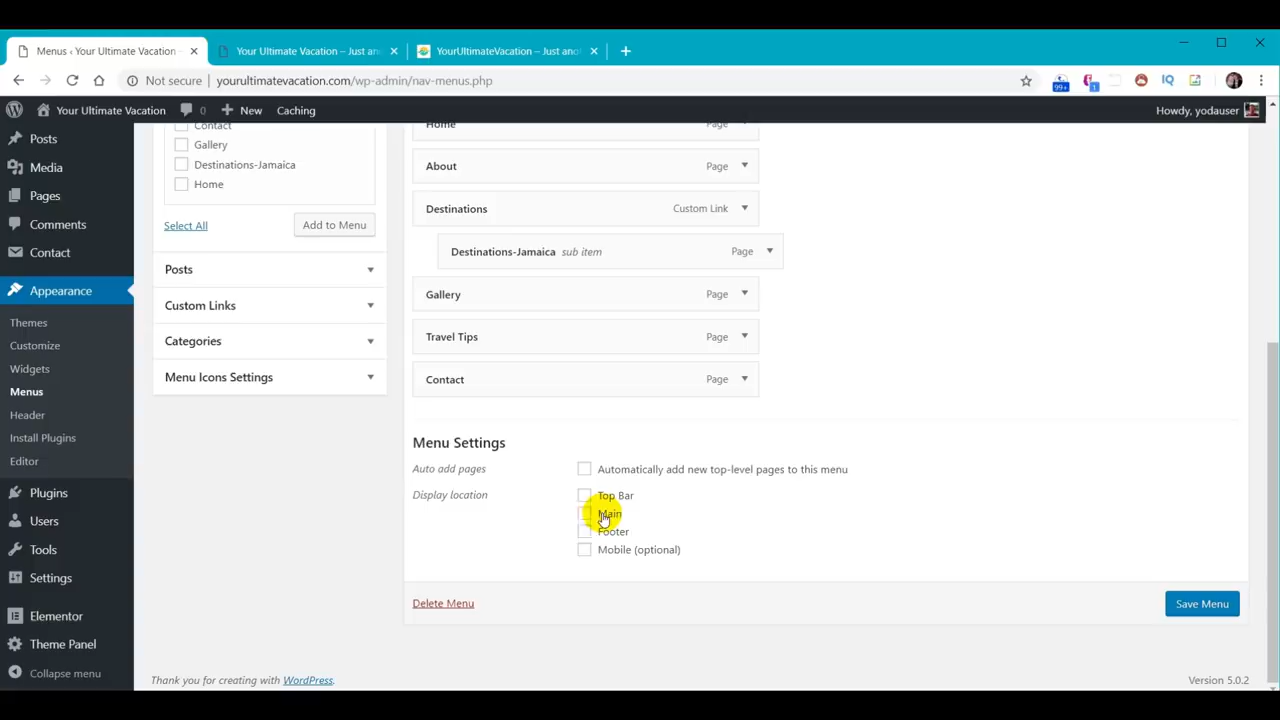 Menus ‹ Your Ultimate Vacation
Your Ultimate Vacation – Just an
YourUltimateVacation – Just anot
Not secure
yourultimatevacation.com/wp-admin/nav-menus.php
99+
1
IQ
Your Ultimate Vacation
0
New
Caching
Howdy, yodauser
Posts
Media
Pages
Comments
Contact
Appearance
Themes
Customize
Widgets
Menus
Header
Install Plugins
Editor
Plugins
Users
Tools
Settings
Elementor
Theme Panel
Collapse menu
Contact
Gallery
Destinations-Jamaica
Home
Select All
Add to Menu
Posts
Custom Links
Categories
Menu Icons Settings
Home Page
About Page
Destinations Custom Link
Destinations-Jamaica sub item Page
Gallery Page
Travel Tips Page
Contact Page
Menu Settings
Auto add pages
Automatically add new top-level pages to this menu
Display location
Top Bar
Main
Footer
Mobile (optional)
Delete Menu
Save Menu
Thank you for creating with WordPress.
Version 5.0.2